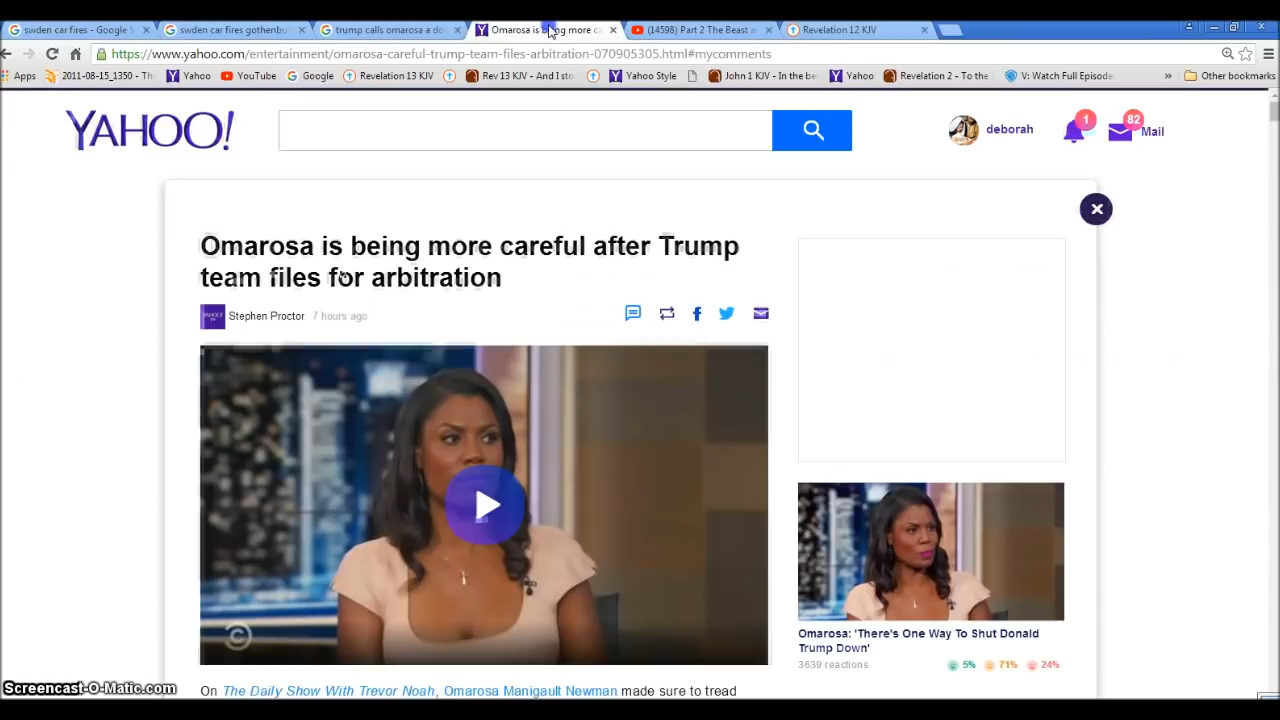 swden car fires - Google S
swden car fires gothenbu
trump calls omarosa a do
Omarosa is being more ca
(14598) Part 2 The Beast a
Revelation 12 KJV
https://www.yahoo.com/entertainment/omarosa-careful-trump-team-files-arbitration-070905305.html#mycomments
Apps
2011-08-15_1350 - Th
Yahoo
YouTube
Google
Revelation 13 KJV
Rev 13 KJV - And I sto
Yahoo Style
John 1 KJV - In the be
Yahoo
Revelation 2 - To the
V: Watch Full Episode
»
Other bookmarks
YAHOO!
deborah
1
82
Mail
Omarosa is being more careful after Trump
team files for arbitration
Stephen Proctor 7 hours ago
Omarosa: 'There's One Way To Shut Donald
Trump Down'
3639 reactions
5%
71%
24%
On The Daily Show With Trevor Noah, Omarosa Manigault Newman made sure to tread
Screencast-O-Matic.com